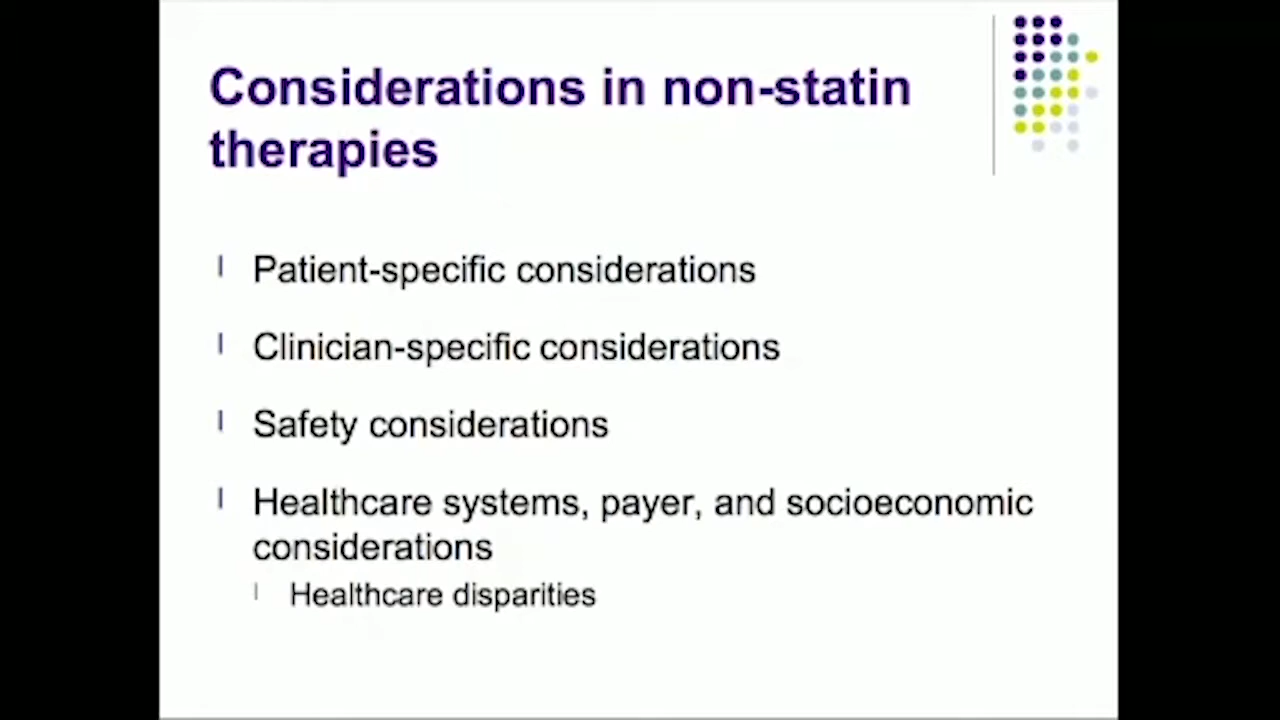 Considerations in non-statin
therapies
Patient-specific considerations
Clinician-specific considerations
Safety considerations
Healthcare systems, payer, and socioeconomic
considerations
Healthcare disparities